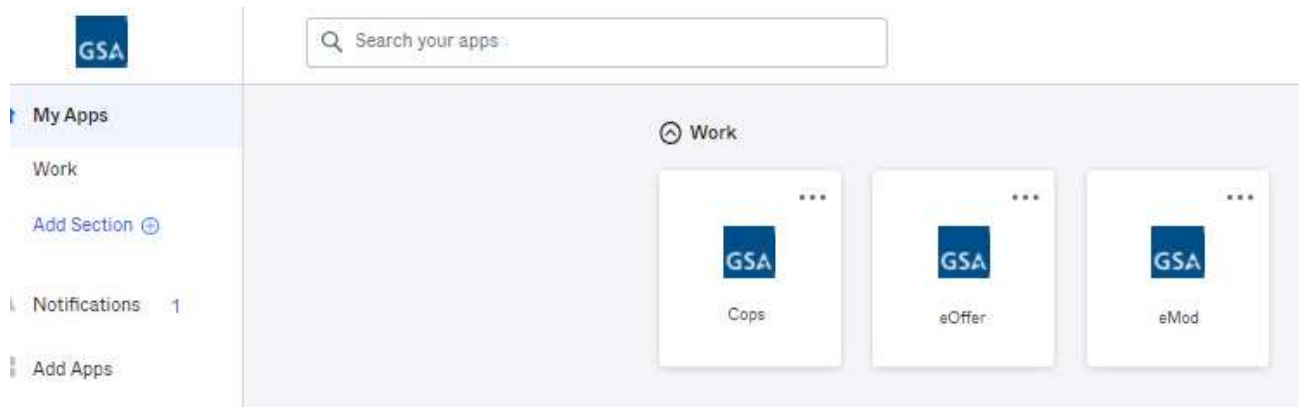 GSA
Search your apps
My Apps
Work
Add Section
Notifications 1
Add Apps
Work
GSA
GSA
GSA
Cops
eOffer
eMod